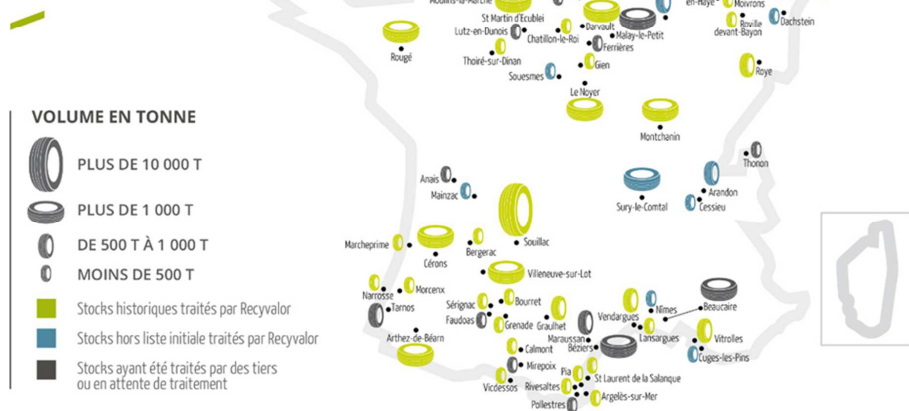 Moulins-la-Marche
en-Haye
Moivrons
St Martin d'Ecublei
Darvault
Roville
devant-Bayon
Dachstein
Lutz-en-Dunois
Chatillon-le-Roi
Malay-le-Petit
Ferrières
Rougé
Thoiré-sur-Dinan
Gien
Souesmes
Roye
Le Noyer
VOLUME EN TONNE
Montchanin
PLUS DE 10 000 T
Thonon
Anais
Mainzac
Arandon
PLUS DE 1 000 T
Sury-le-Comtal
Cessieu
DE 500 T À 1 000 T
Marcheprime
Souillac
Bergerac
Cérons
MOINS DE 500 T
Villeneuve-sur-Lot
Narrosse
Morcenx
Stocks historiques traités par Recyvalor
Tarnos
Sérignac
Bourret
Vendargues
Nîmes
Beaucaire
Faudoas
Grenade
Graulhet
Lansargues
Stocks hors liste initiale traités par Recyvalor
Arthez-de-Béarn
Maraussan
Béziers
Vitrolles
Calmont
Cuges-les-Pins
Stocks ayant été traités par des tiers
ou en attente de traitement
Mirepoix
Pia
St Laurent de la Salanque
Vicdessos
Rivesaltes
Argelès-sur-Mer
Pollestres